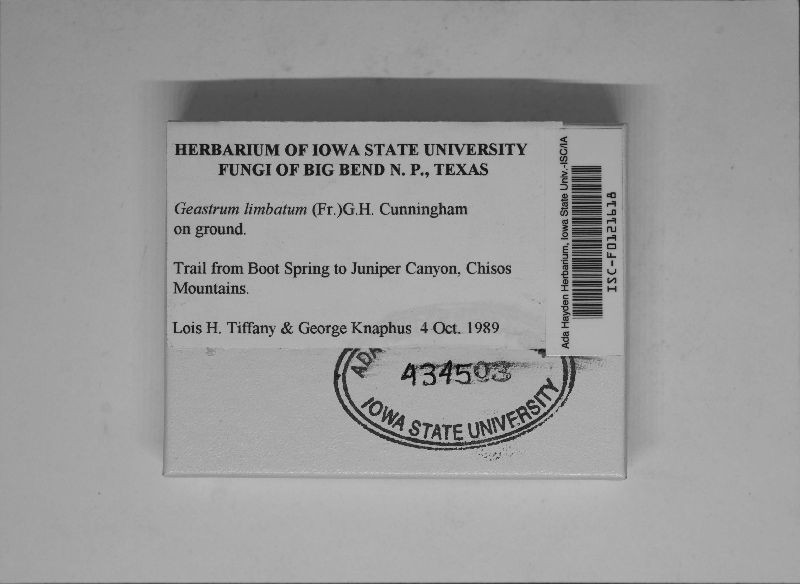 HERBARIUM OF IOWA STATE UNIVERSITY
FUNGI OF BIG BEND N. P., TEXAS
Geastrum limbatum (Fr.)G.H. Cunningham
on ground.
Trail from Boot Spring to Juniper Canyon, Chisos
Mountains.
Lois H. Tiffany & George Knaphus 4 Oct. 1989
Ada Hayden Herbarium, Iowa State Univ.-ISC/IA
ISC-F0121618
ADA
434503
IOWA STATE UNIVERSITY